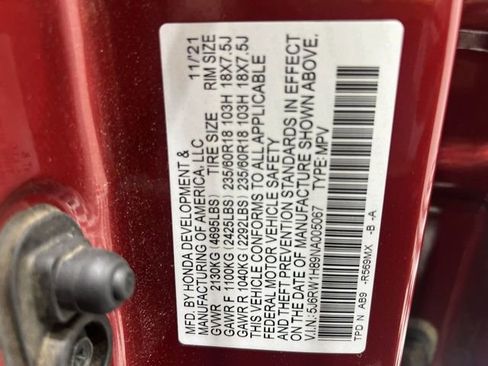 MFD. BY HONDA DEVELOPMENT &
MANUFACTURING OF AMERICA, LLC 11/21
GVWR 2130KG (4695LBS) TIRE SIZE RIM SIZE
GAWR F 1100KG (2425LBS) 235/60R18 103H 18X7.5J
GAWR R 1040KG (2292LBS) 235/60R18 103H 18X7.5J
THIS VEHICLE CONFORMS TO ALL APPLICABLE
FEDERAL MOTOR VEHICLE SAFETY
AND THEFT PREVENTION STANDARDS IN EFFECT
ON THE DATE OF MANUFACTURE SHOWN ABOVE.
V.I.N.: 5J6RW1H89NA005067 TYPE: MPV
TPD N AB9 -R569MX -B -A